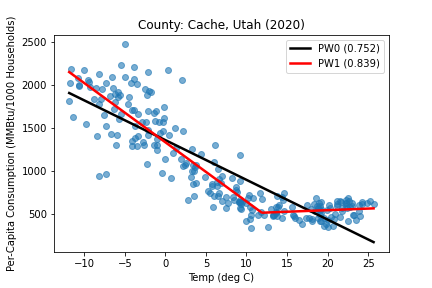 County: Cache, Utah (2020)
Per-Capita Consumption (MMBtu/1000 Households)
2500
2000
1500
1000
500
PW0 (0.752)
PW1 (0.839)
−10
−5
0
5
10
15
20
25
Temp (deg C)